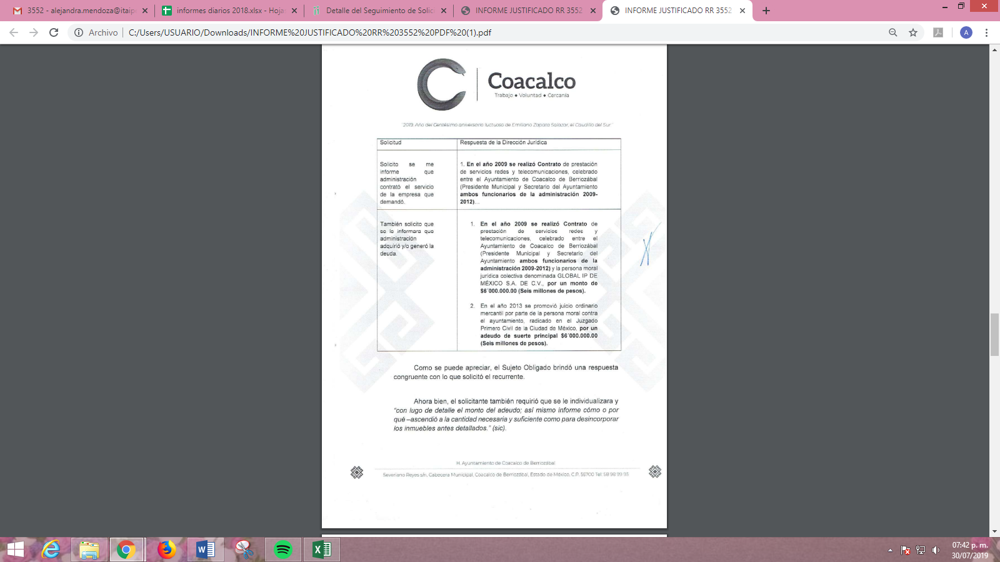 3552 - alejandra.mendoza@itaip
informes diarios 2018.xlsx - Hoja
Detalle del Seguimiento de Solic
INFORME JUSTIFICADO RR 3552
INFORME JUSTIFICADO RR 3552
Archivo
C:/Users/USUARIO/Downloads/INFORME%20JUSTIFICADO%20RR%203552%20PDF%20(1).pdf
A
Coacalco
Trabajo ♦ Voluntad ♦ Cercanía
"2019. Año del Centésimo aniversario luctuoso de Emiliano Zapata Salazar, el Caudillo del Sur"
Solicitud
Respuesta de la Dirección Jurídica
Solicito se me
informe que
administración
contrató el servicio
de la empresa que
demandó.
1. En el año 2009 se realizó Contrato de prestación
de servicios redes y telecomunicaciones, celebrado
entre el Ayuntamiento de Coacalco de Berriozábal
(Presidente Municipal y Secretario del Ayuntamiento
ambos funcionarios de la administración 2009-
2012)...
También solicito que
se le informara que
administración
adquirió y/o generó la
deuda.
1. En el año 2009 se realizó Contrato de
prestación de servicios redes y
telecomunicaciones, celebrado entre el
Ayuntamiento de Coacalco de Berriozábal
(Presidente Municipal y Secretario del
Ayuntamiento ambos funcionarios de la
administración 2009-2012) y la persona moral
jurídica colectiva denominada GLOBAL IP DE
MÉXICO S.A. DE C.V., por un monto de
$6´000.000.00 (Seis millones de pesos).
2. En el año 2013 se promovió juicio ordinario
mercantil por parte de la persona moral contra
el ayuntamiento, radicado en el Juzgado
Primero Civil de la Ciudad de México, por un
adeudo de suerte principal $6´000.000.00
(Seis millones de pesos).
Como se puede apreciar, el Sujeto Obligado brindó una respuesta
congruente con lo que solicitó el recurrente.
Ahora bien, el solicitante también requirió que se le individualizara y
"con lugo de detalle el monto del adeudo; así mismo informe cómo o por
qué –ascendió a la cantidad necesaria y suficiente como para desincorporar
los inmuebles antes detallados." (sic).
H. Ayuntamiento de Coacalco de Berriozábal
Severiano Reyes s/n, Cabecera Municipal, Coacalco de Berriozábal, Estado de México, C.P. 55700 Tel: 58 98 99 93
07:42 p. m.
30/07/2019